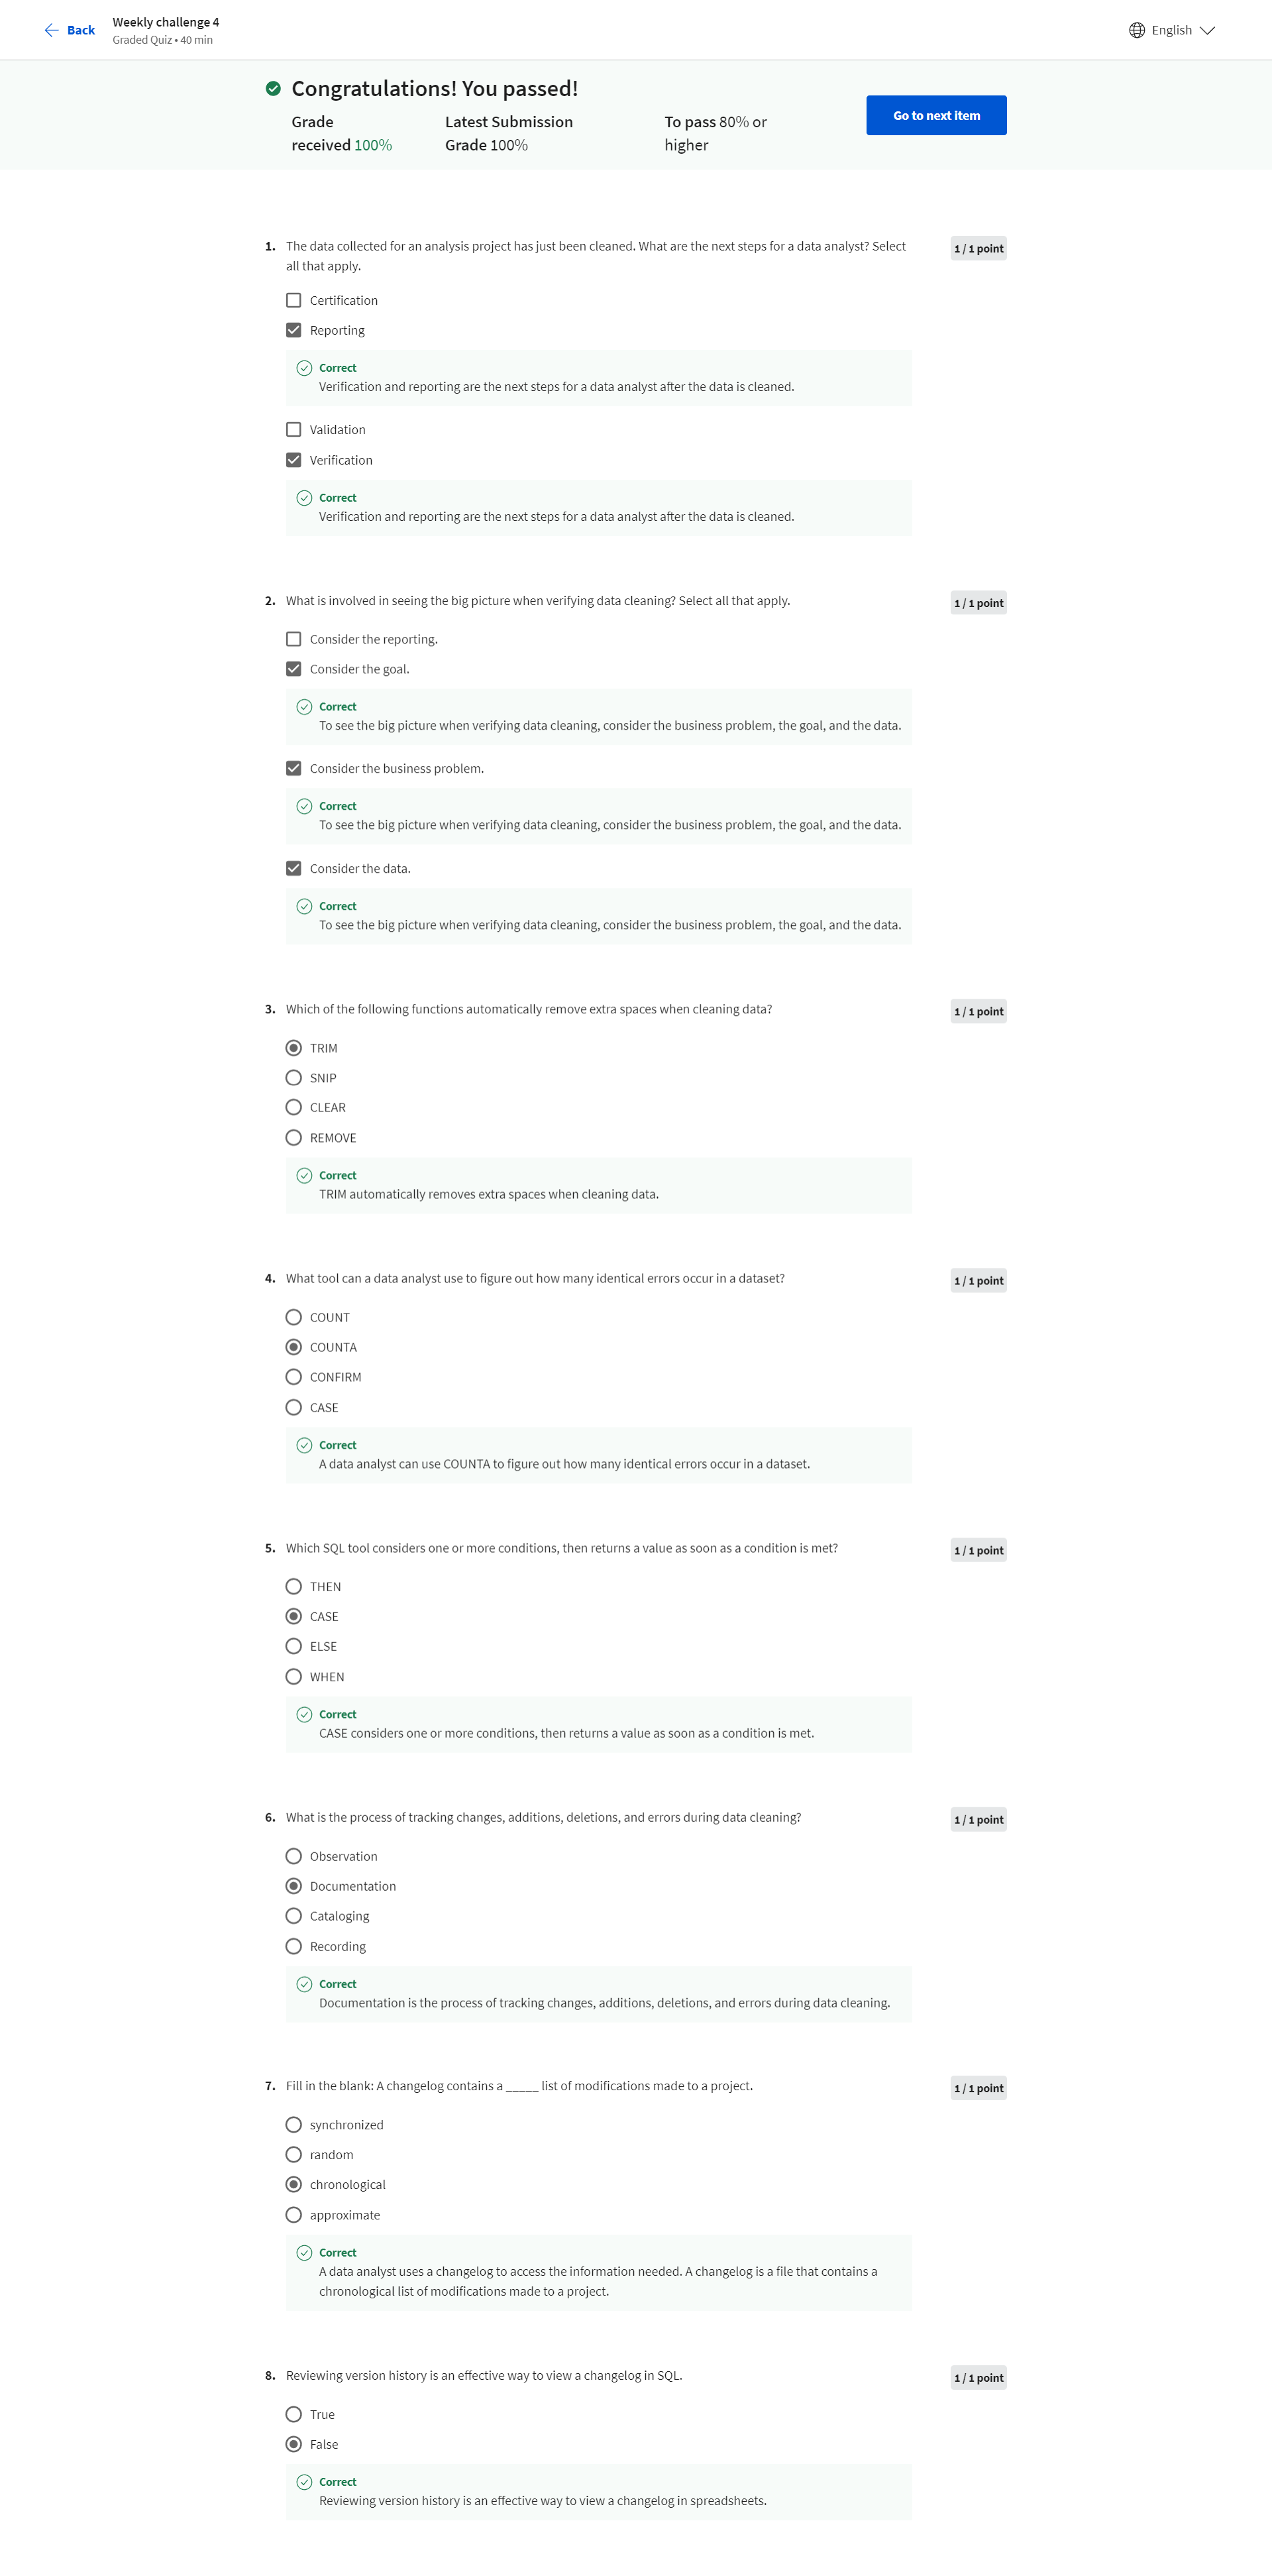 Back
Weekly challenge 4
Graded Quiz • 40 min
English
Congratulations! You passed!
Grade received 100%
Latest Submission Grade 100%
To pass 80% or higher
Go to next item
1. The data collected for an analysis project has just been cleaned. What are the next steps for a data analyst? Select
all that apply.
1 / 1 point
Certification
Reporting
Correct
Verification and reporting are the next steps for a data analyst after the data is cleaned.
Validation
Verification
Correct
Verification and reporting are the next steps for a data analyst after the data is cleaned.
2. What is involved in seeing the big picture when verifying data cleaning? Select all that apply.
1 / 1 point
Consider the reporting.
Consider the goal.
Correct
To see the big picture when verifying data cleaning, consider the business problem, the goal, and the data.
Consider the business problem.
Correct
To see the big picture when verifying data cleaning, consider the business problem, the goal, and the data.
Consider the data.
Correct
To see the big picture when verifying data cleaning, consider the business problem, the goal, and the data.
3. Which of the following functions automatically remove extra spaces when cleaning data?
1 / 1 point
TRIM
SNIP
CLEAR
REMOVE
Correct
TRIM automatically removes extra spaces when cleaning data.
4. What tool can a data analyst use to figure out how many identical errors occur in a dataset?
1 / 1 point
COUNT
COUNTA
CONFIRM
CASE
Correct
A data analyst can use COUNTA to figure out how many identical errors occur in a dataset.
5. Which SQL tool considers one or more conditions, then returns a value as soon as a condition is met?
1 / 1 point
THEN
CASE
ELSE
WHEN
Correct
CASE considers one or more conditions, then returns a value as soon as a condition is met.
6. What is the process of tracking changes, additions, deletions, and errors during data cleaning?
1 / 1 point
Observation
Documentation
Cataloging
Recording
Correct
Documentation is the process of tracking changes, additions, deletions, and errors during data cleaning.
7. Fill in the blank: A changelog contains a _____ list of modifications made to a project.
1 / 1 point
synchronized
random
chronological
approximate
Correct
A data analyst uses a changelog to access the information needed. A changelog is a file that contains a
chronological list of modifications made to a project.
8. Reviewing version history is an effective way to view a changelog in SQL.
1 / 1 point
True
False
Correct
Reviewing version history is an effective way to view a changelog in spreadsheets.